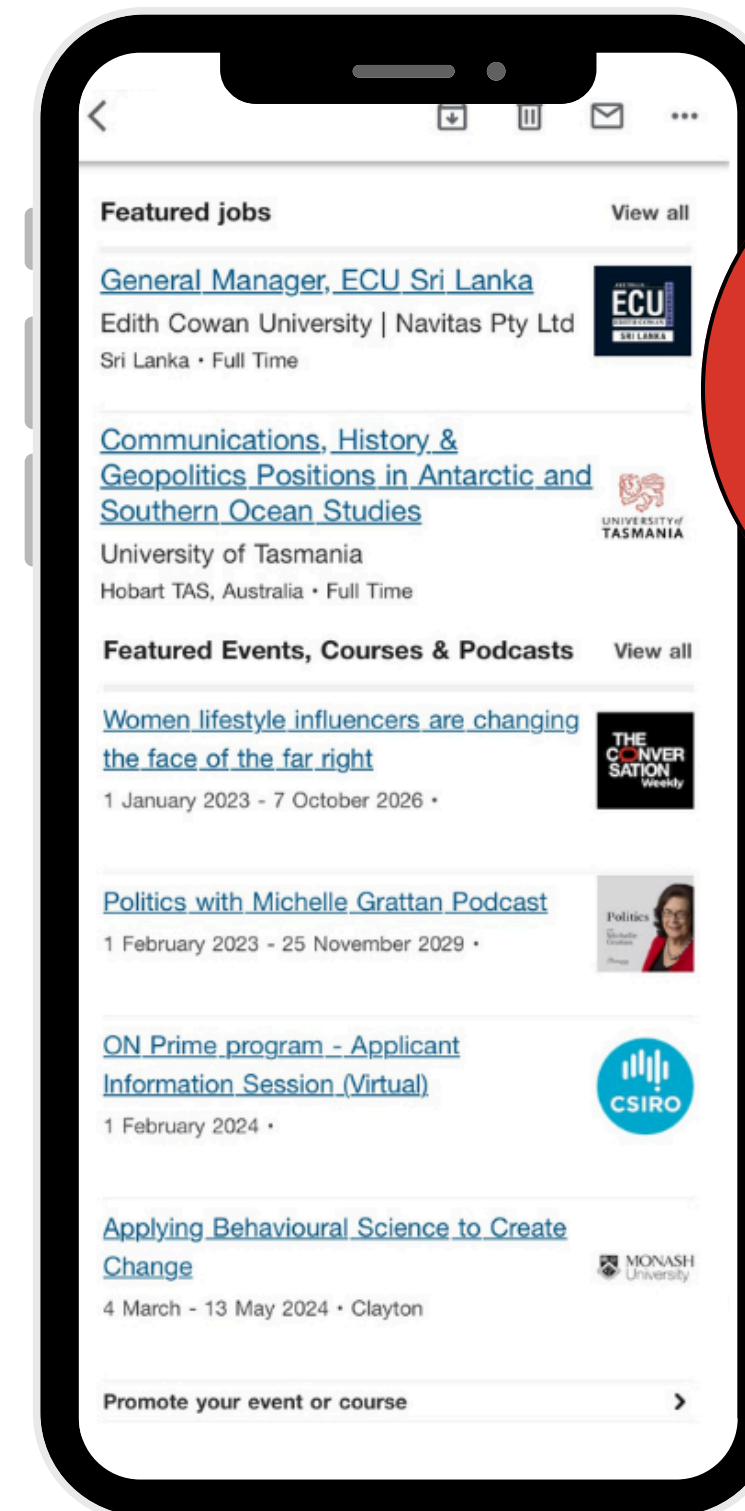 Featured jobs View all
General Manager, ECU Sri Lanka
Edith Cowan University | Navitas Pty Ltd
Sri Lanka • Full Time
ECU
SRI LANKA
Communications, History &
Geopolitics Positions in Antarctic and
Southern Ocean Studies
University of Tasmania
Hobart TAS, Australia • Full Time
UNIVERSITY of
TASMANIA
Featured Events, Courses & Podcasts View all
Women lifestyle influencers are changing
the face of the far right
1 January 2023 - 7 October 2026 •
THE
CONVER
SATION
Weekly
Politics with Michelle Grattan Podcast
1 February 2023 - 25 November 2029 •
Politics
with
Michelle
Grattan
ON Prime program - Applicant
Information Session (Virtual)
1 February 2024 •
CSIRO
Applying Behavioural Science to Create
Change
4 March - 13 May 2024 • Clayton
MONASH
University
Promote your event or course